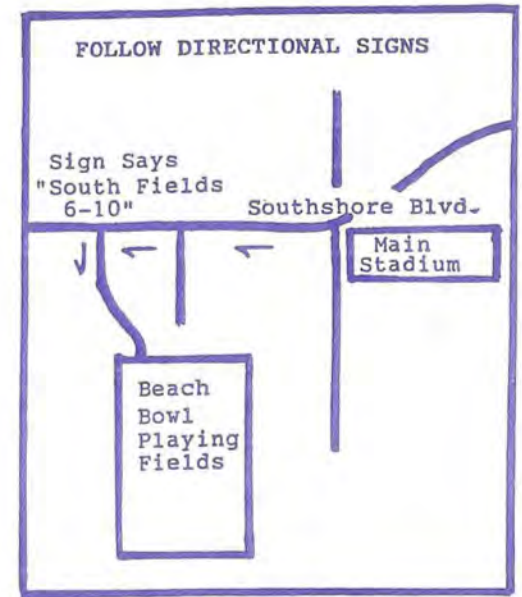 FOLLOW DIRECTIONAL SIGNS
Sign Says
"South Fields
6-10"
Southshore Blvd.
Main
Stadium
Beach
Bowl
Playing
Fields